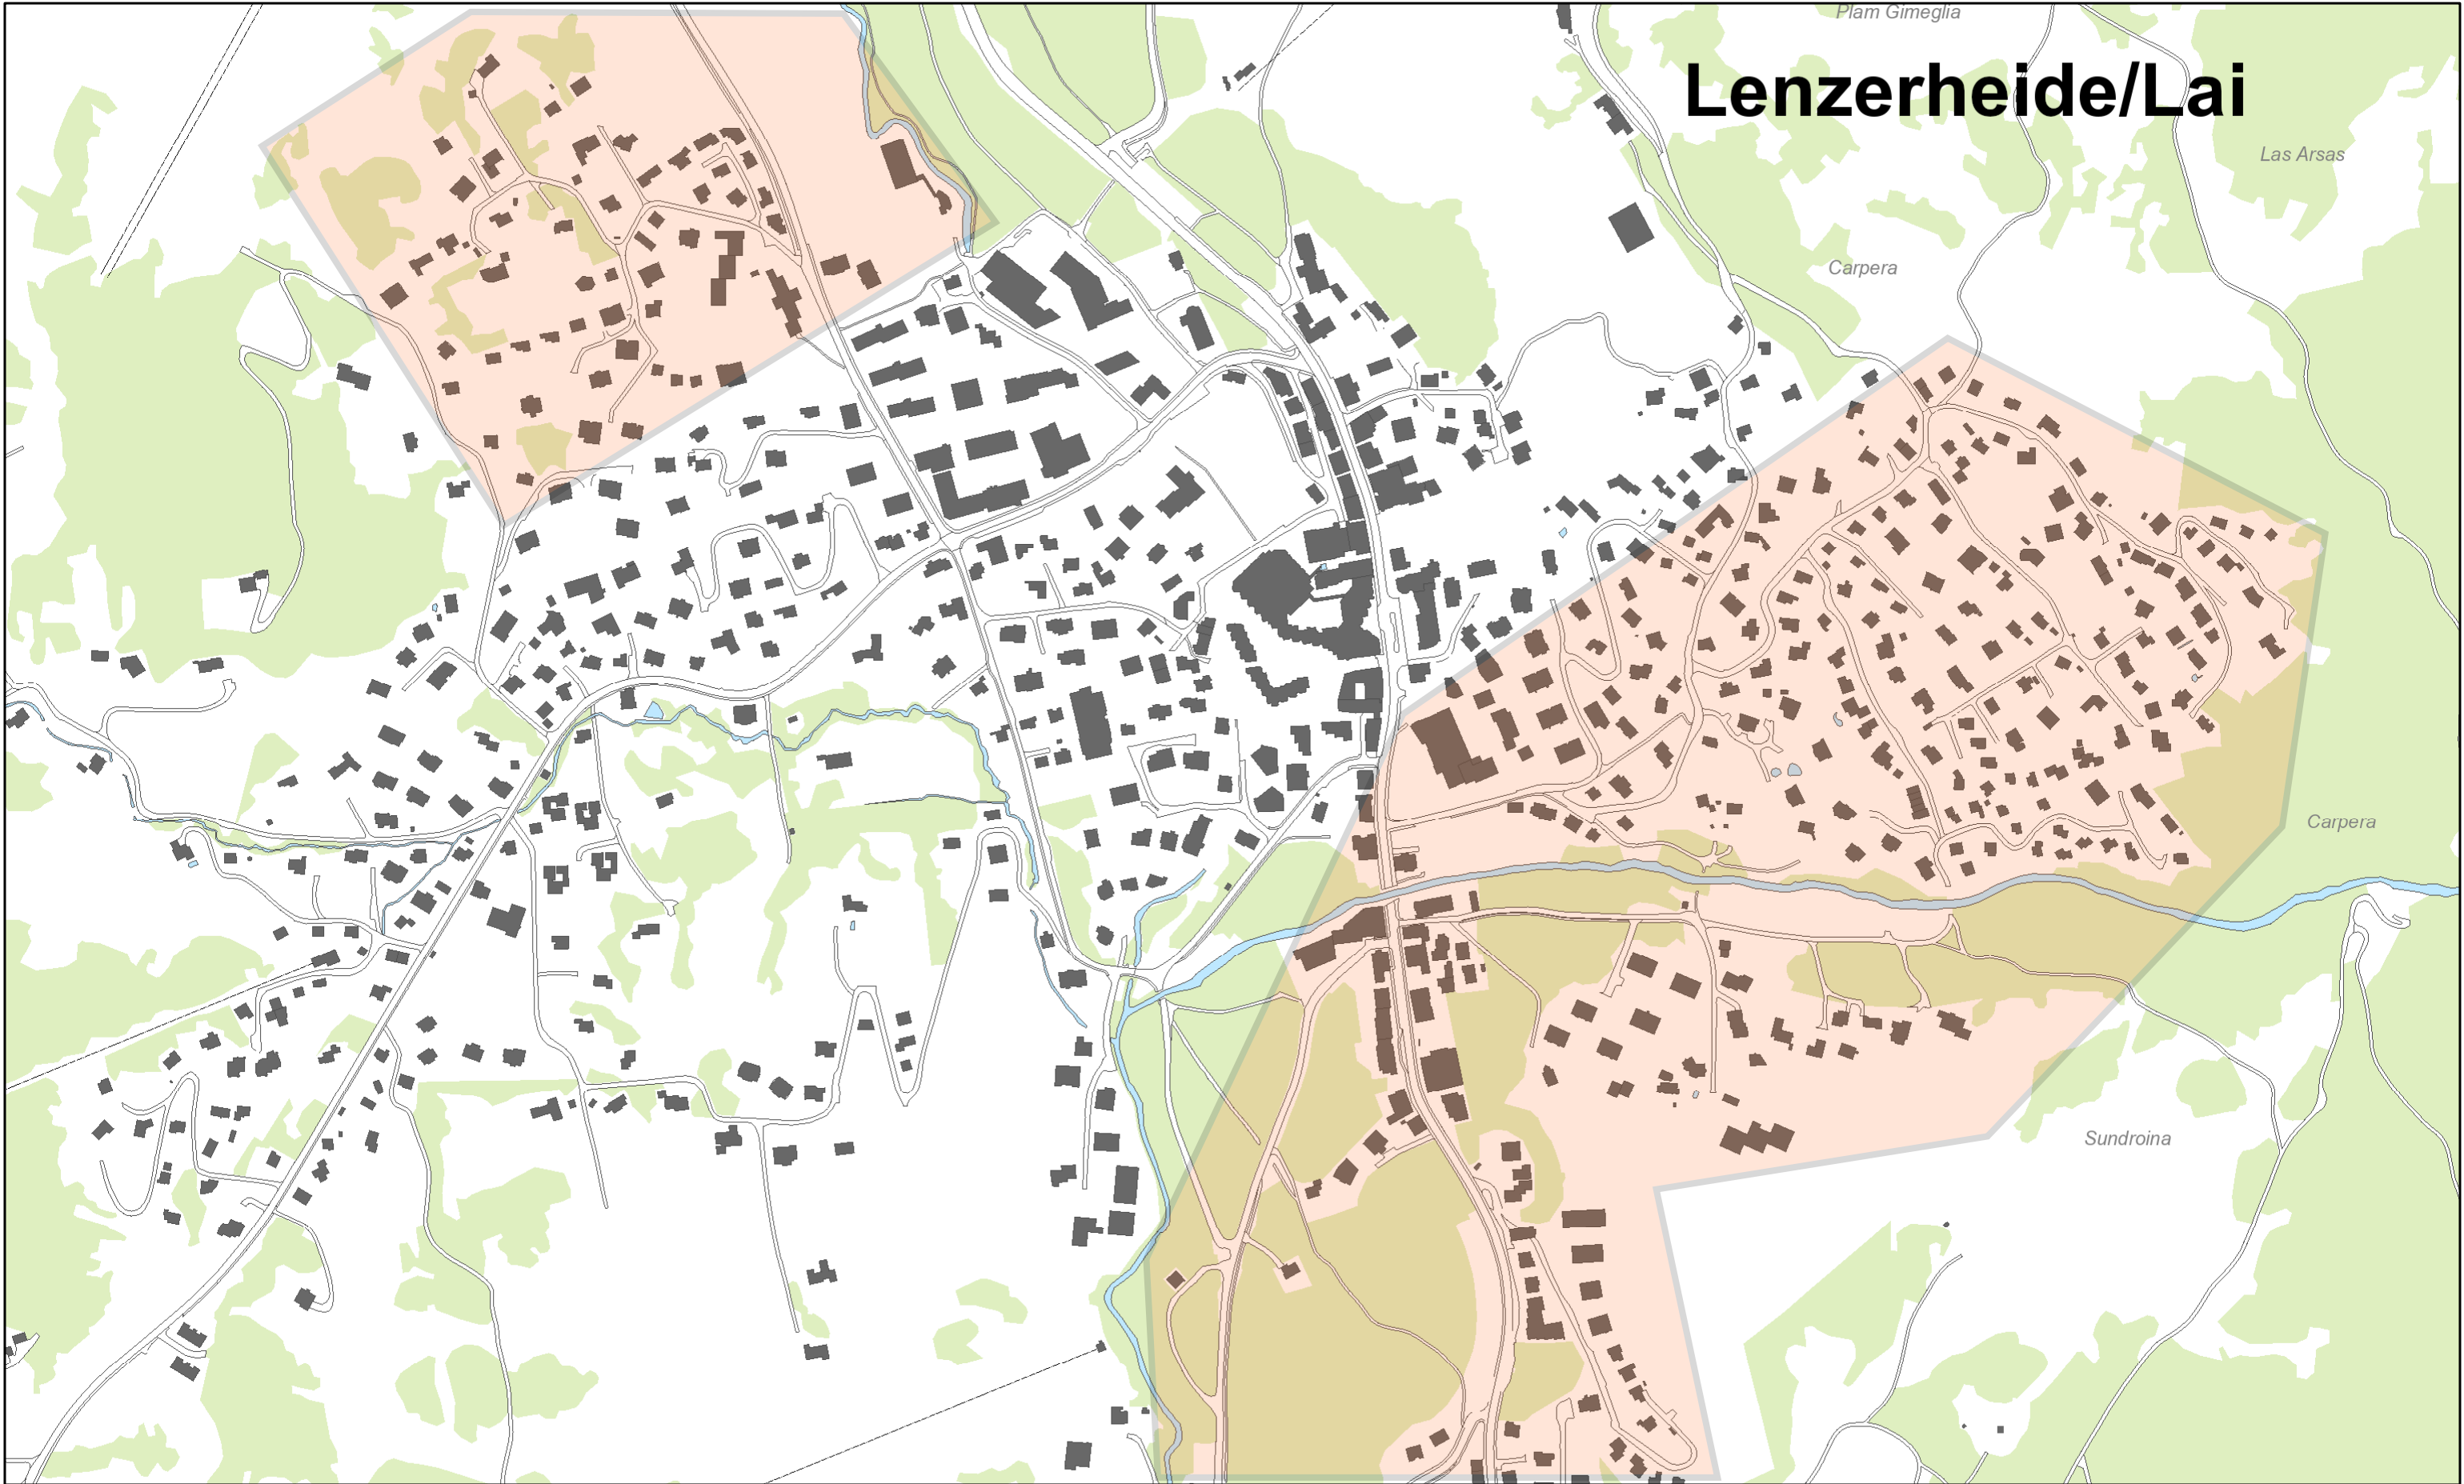 Plam Gimeglia
Lenzerheide/Lai
Las Arsas
Carpera
Carpera
Sundroina